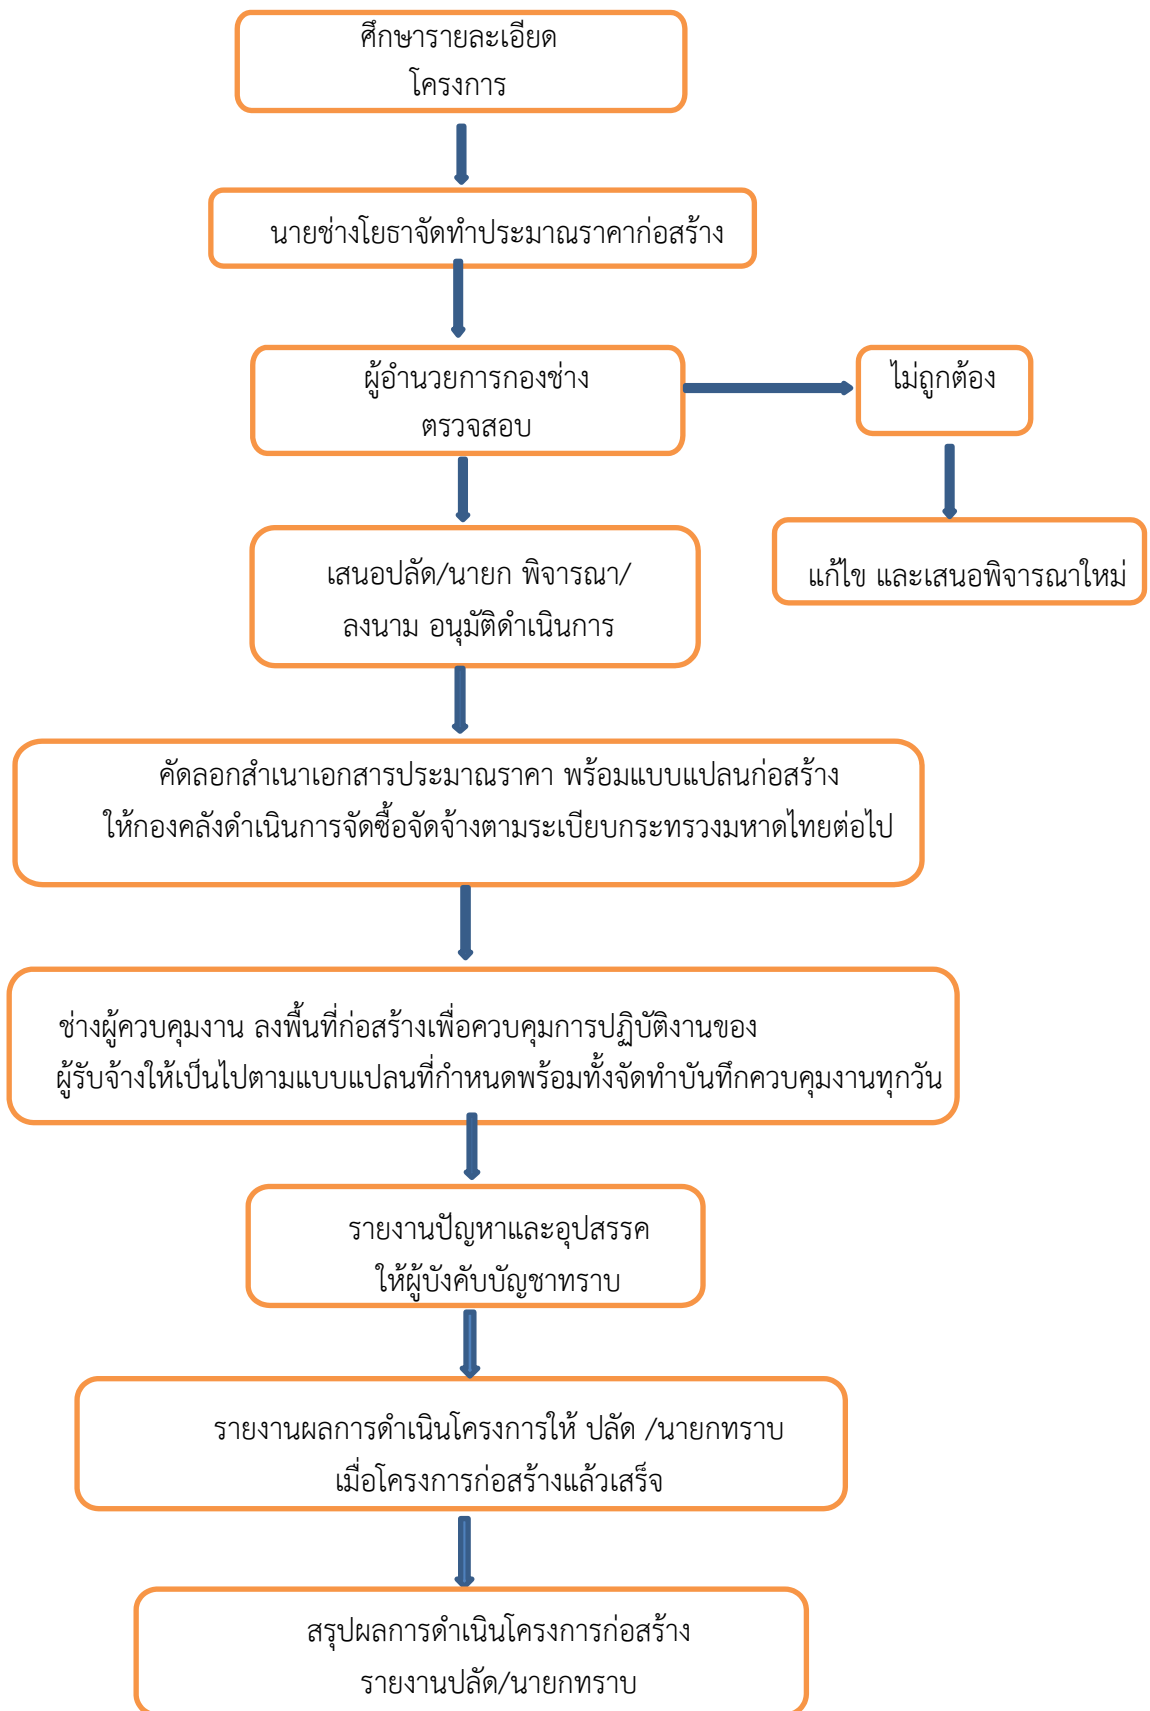 ศึกษารายละเอียด
โครงการ
นายช่างโยธาจัดทำประมาณราคาก่อสร้าง
ผู้อำนวยการกองช่าง
ตรวจสอบ
ไม่ถูกต้อง
แก้ไข และเสนอพิจารณาใหม่
เสนอปลัด/นายก พิจารณา/
ลงนาม อนุมัติดำเนินการ
คัดลอกสำเนาเอกสารประมาณราคา พร้อมแบบแปลนก่อสร้าง
ให้กองคลังดำเนินการจัดซื้อจัดจ้างตามระเบียบกระทรวงมหาดไทยต่อไป
ช่างผู้ควบคุมงาน ลงพื้นที่ก่อสร้างเพื่อควบคุมการปฏิบัติงานของ
ผู้รับจ้างให้เป็นไปตามแบบแปลนที่กำหนดพร้อมทั้งจัดทำบันทึกควบคุมงานทุกวัน
รายงานปัญหาและอุปสรรค
ให้ผู้บังคับบัญชาทราบ
รายงานผลการดำเนินโครงการให้ ปลัด /นายกทราบ
เมื่อโครงการก่อสร้างแล้วเสร็จ
สรุปผลการดำเนินโครงการก่อสร้าง
รายงานปลัด/นายกทราบ